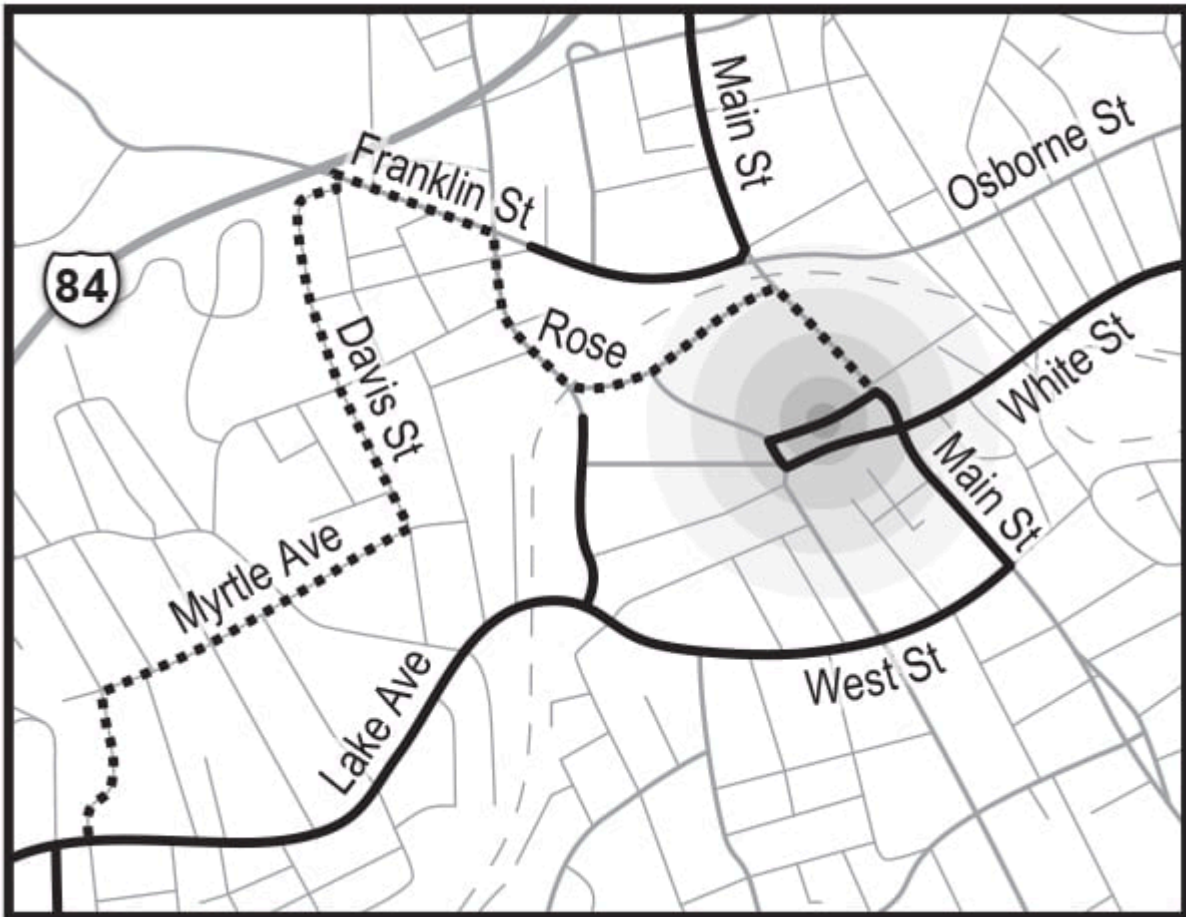 Main St
Osborne St
Franklin St
84
Rose
White St
Davis St
Main St
Myrtle Ave
West St
Lake Ave